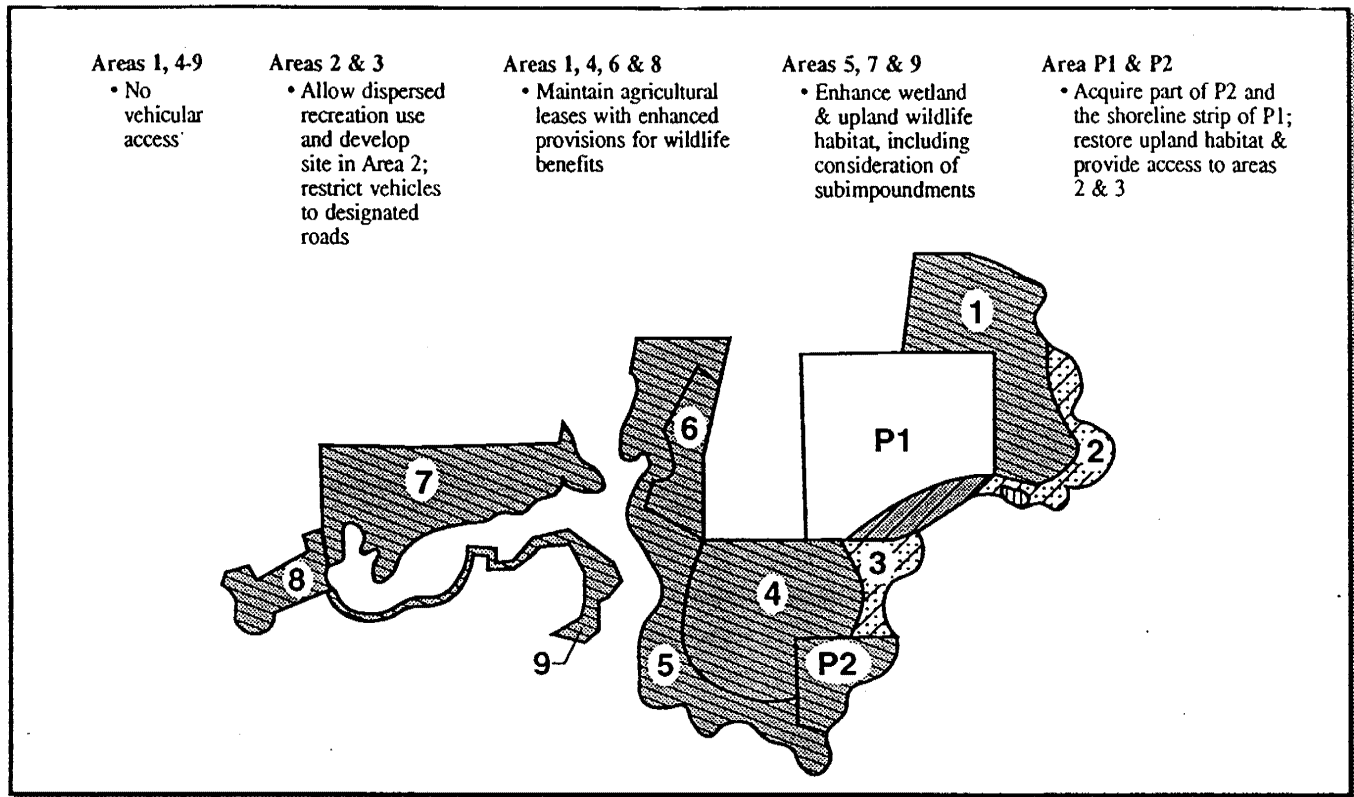 Areas 1, 4-9
• No
vehicular
access
Areas 2 & 3
• Allow dispersed
recreation use
and develop
site in Area 2;
restrict vehicles
to designated
roads
Areas 1, 4, 6 & 8
• Maintain agricultural
leases with enhanced
provisions for wildlife
benefits
Areas 5, 7 & 9
• Enhance wetland
& upland wildlife
habitat, including
consideration of
subimpoundments
Area P1 & P2
• Acquire part of P2 and
the shoreline strip of P1;
restore upland habitat &
provide access to areas
2 & 3
1
6
P1
2
7
3
8
4
9
5
P2